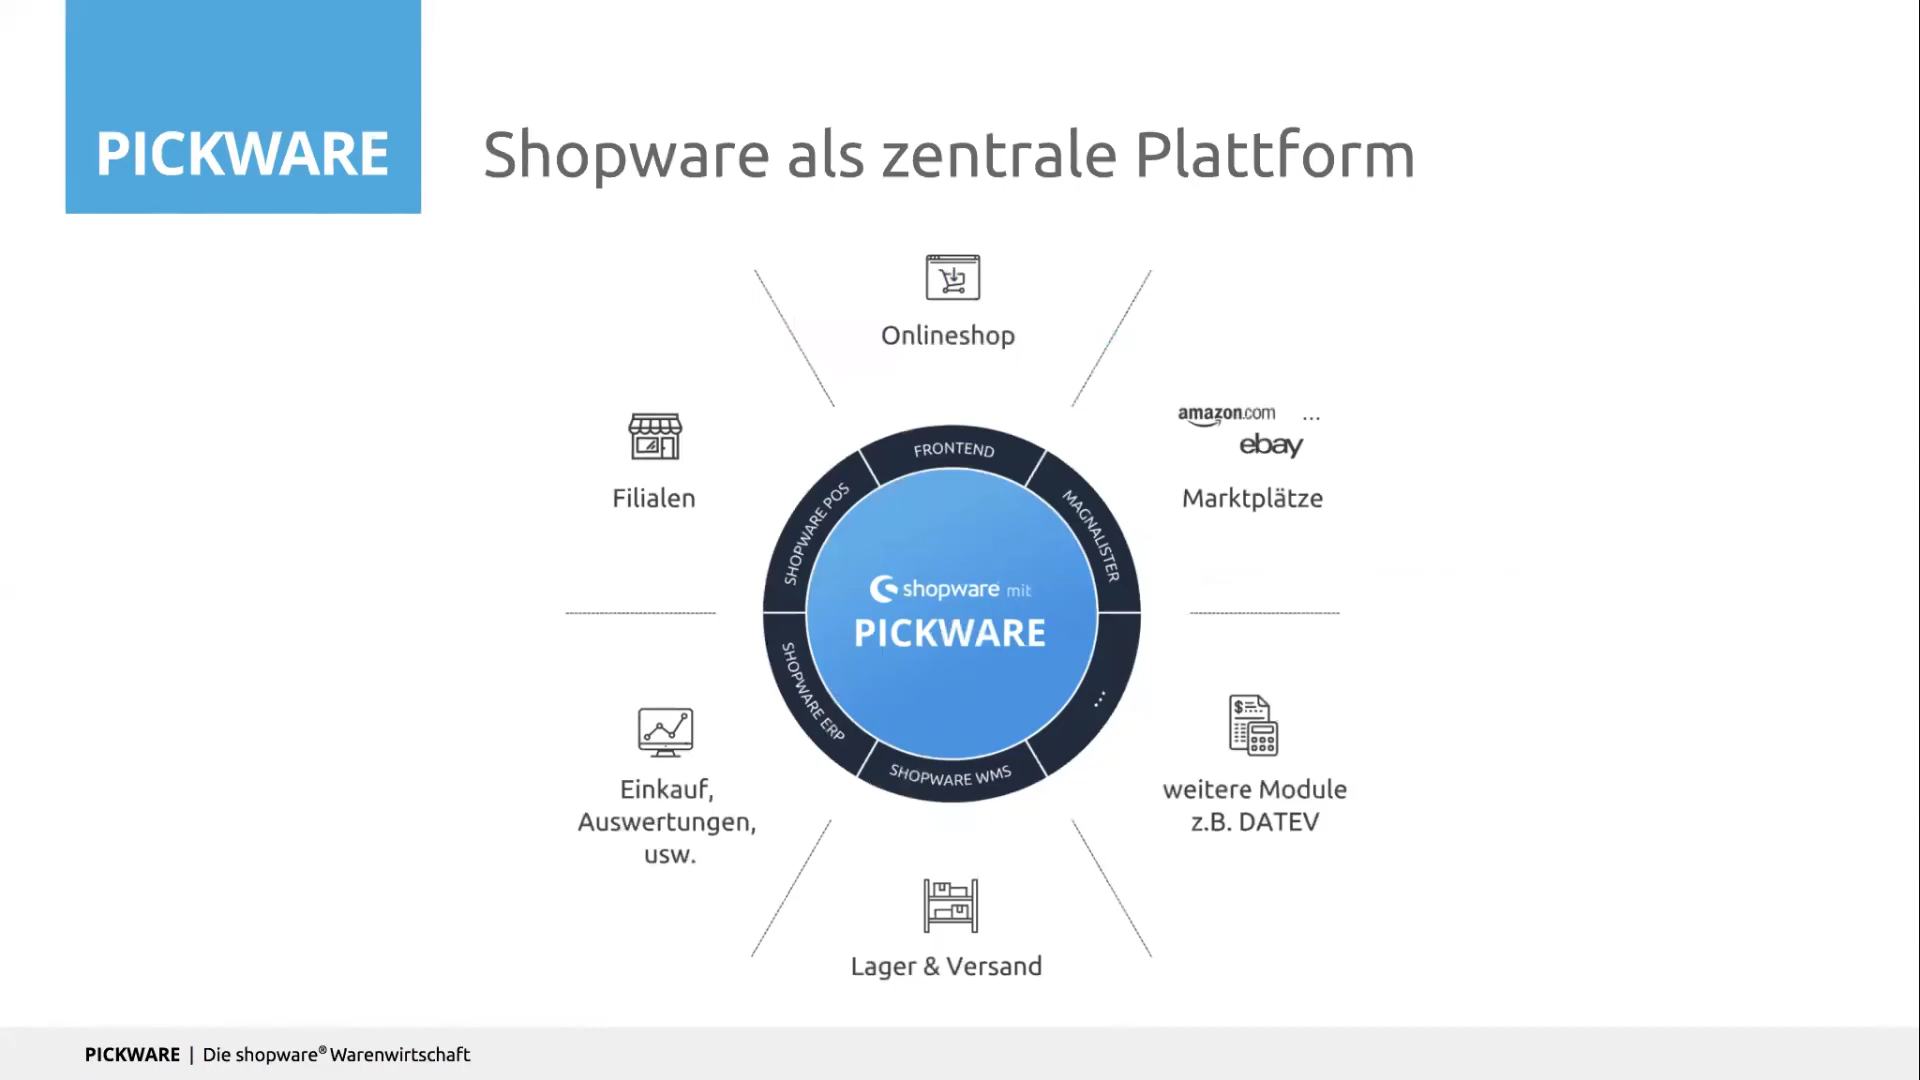 PICKWARE
Shopware als zentrale Plattform
Onlineshop
amazon.com ...
ebay
Filialen
Marktplätze
FRONTEND
SHOPWARE POS
MAGNALISTER
shopware mit
PICKWARE
SHOPWARE ERP
...
SHOPWARE WMS
Einkauf,
Auswertungen,
usw.
weitere Module
z.B. DATEV
Lager & Versand
PICKWARE | Die shopware® Warenwirtschaft